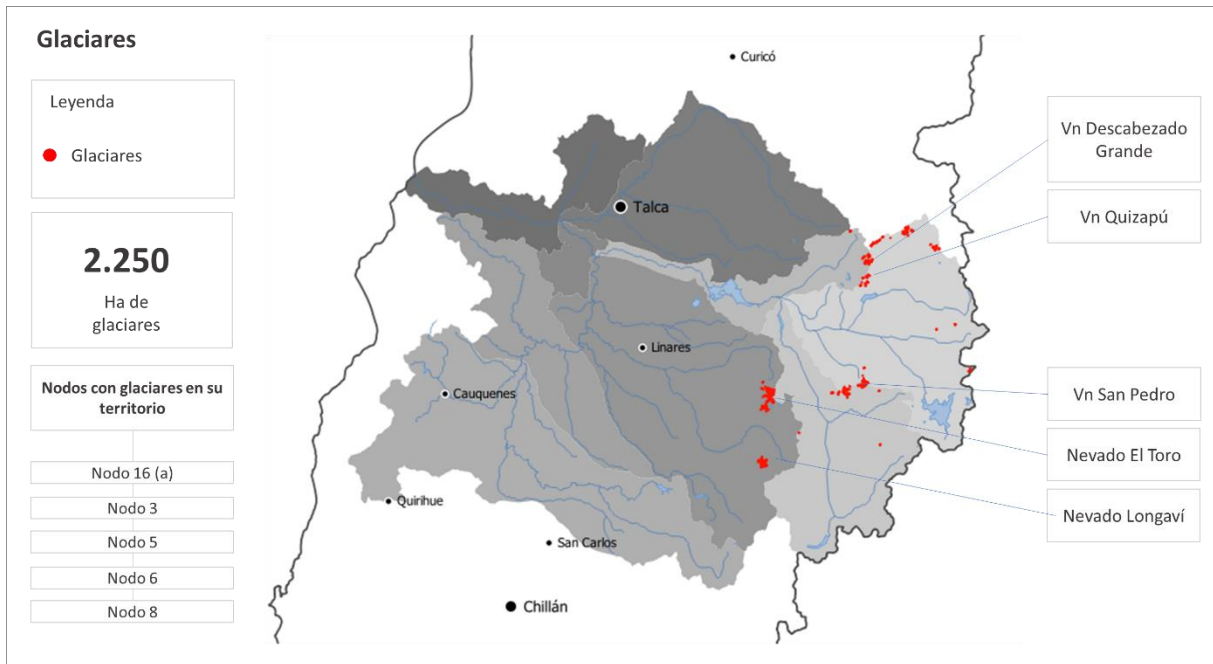 Glaciares
Leyenda
Glaciares
2.250
Ha de
glaciares
Nodos con glaciares en su
territorio
Nodo 16 (a)
Nodo 3
Nodo 5
Nodo 6
Nodo 8
Curicó
Talca
Linares
Cauquenes
Quirihue
San Carlos
Chillán
Vn Descabezado
Grande
Vn Quizapú
Vn San Pedro
Nevado El Toro
Nevado Longaví